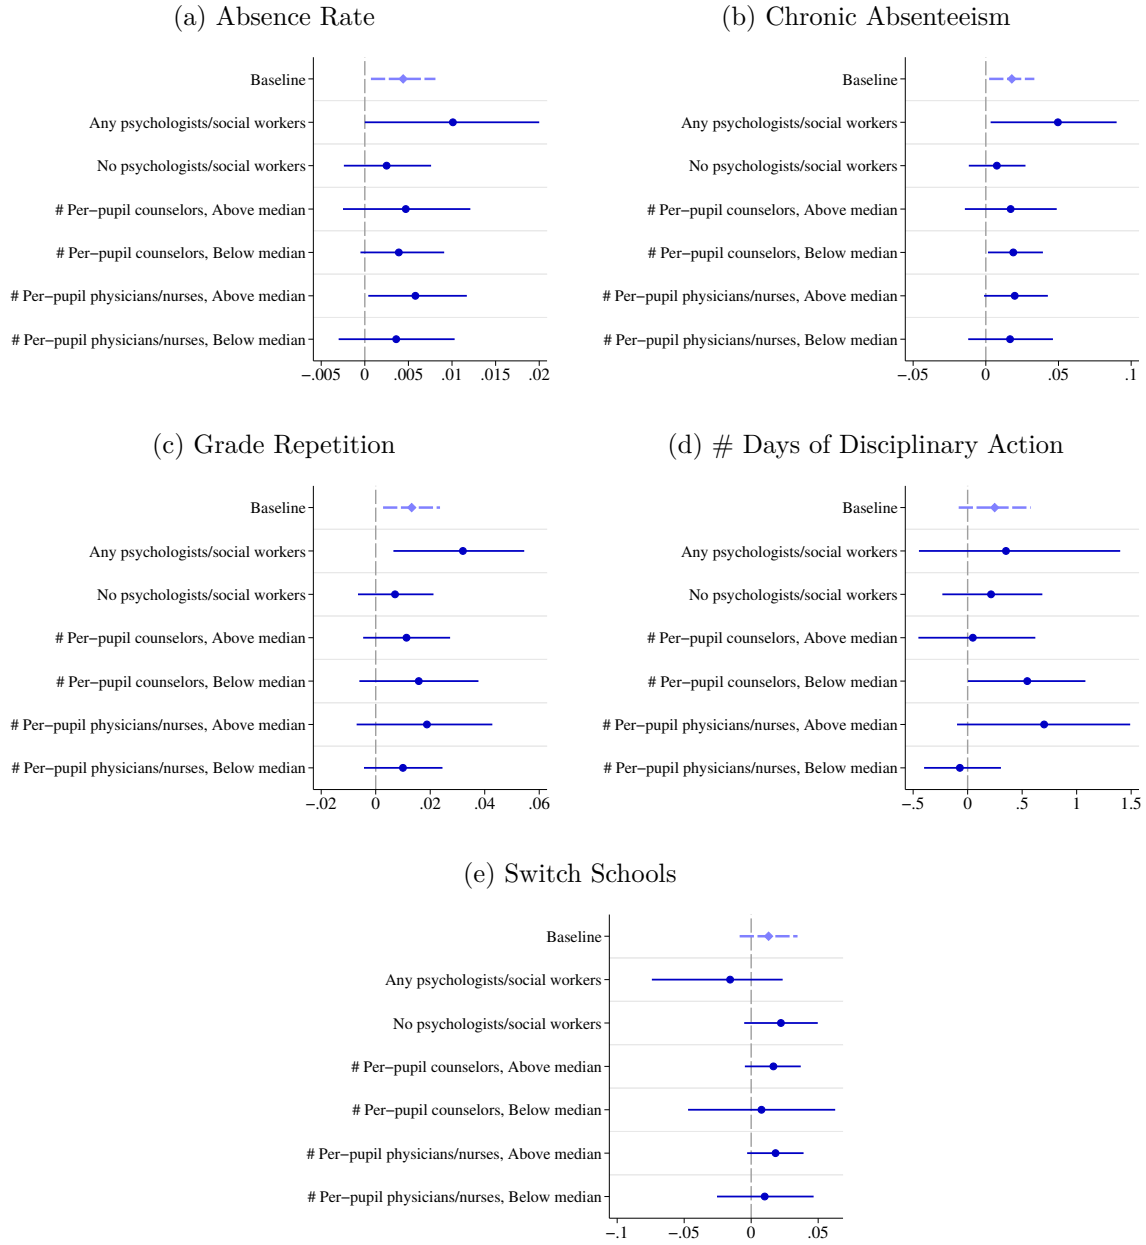 (a) Absence Rate
Baseline
Any psychologists/social workers
No psychologists/social workers
# Per−pupil counselors, Above median
# Per−pupil counselors, Below median
# Per−pupil physicians/nurses, Above median
# Per−pupil physicians/nurses, Below median
−.005 0 .005 .01 .015 .02
(b) Chronic Absenteeism
Baseline
Any psychologists/social workers
No psychologists/social workers
# Per−pupil counselors, Above median
# Per−pupil counselors, Below median
# Per−pupil physicians/nurses, Above median
# Per−pupil physicians/nurses, Below median
−.05 0 .05 .1
(c) Grade Repetition
Baseline
Any psychologists/social workers
No psychologists/social workers
# Per−pupil counselors, Above median
# Per−pupil counselors, Below median
# Per−pupil physicians/nurses, Above median
# Per−pupil physicians/nurses, Below median
−.02 0 .02 .04 .06
(d) # Days of Disciplinary Action
Baseline
Any psychologists/social workers
No psychologists/social workers
# Per−pupil counselors, Above median
# Per−pupil counselors, Below median
# Per−pupil physicians/nurses, Above median
# Per−pupil physicians/nurses, Below median
−.5 0 .5 1 1.5
(e) Switch Schools
Baseline
Any psychologists/social workers
No psychologists/social workers
# Per−pupil counselors, Above median
# Per−pupil counselors, Below median
# Per−pupil physicians/nurses, Above median
# Per−pupil physicians/nurses, Below median
−.1 −.05 0 .05